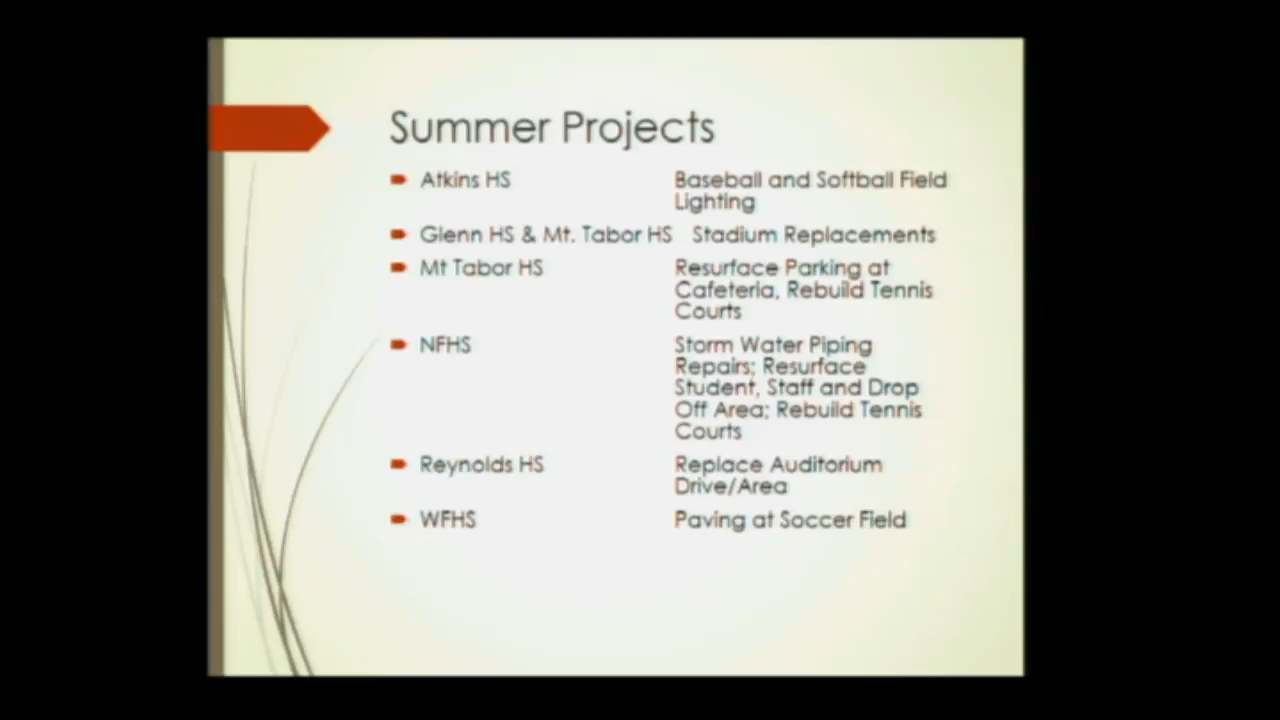 Summer Projects
Atkins HS Baseball and Softball Field
Lighting
Glenn HS & Mt. Tabor HS Stadium Replacements
Mt Tabor HS Resurface Parking at
Cafeteria, Rebuild Tennis
Courts
NFHS Storm Water Piping
Repairs; Resurface
Student, Staff and Drop
Off Area; Rebuild Tennis
Courts
Reynolds HS Replace Auditorium
Drive/Area
WFHS Paving at Soccer Field